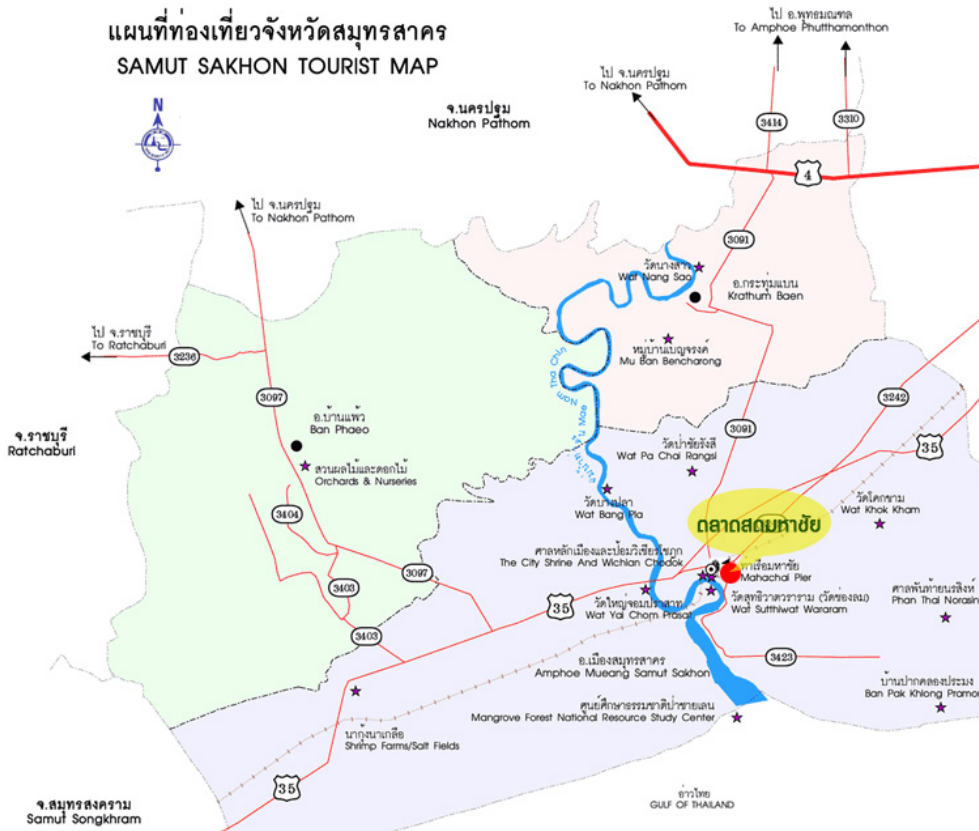 แผนที่ท่องเที่ยวจังหวัดสมุทรสาคร
SAMUT SAKHON TOURIST MAP
N
ไป อ.พุทธมณฑล
To Amphoe Phutthamonthon
ไป จ.นครปฐม
To Nakhon Pathom
จ.นครปฐม
Nakhon Pathom
3414
3310
4
ไป จ.นครปฐม
To Nakhon Pathom
3091
วัดนางสาว
Wat Nang Sao
อ.กระทุ่มแบน
Krathum Baen
ไป จ.ราชบุรี
To Ratchaburi
3236
หมู่บ้านเบญจรงค์
Mu Ban Bencharong
3097
3242
จ.ราชบุรี
Ratchaburi
อ.บ้านแพ้ว
Ban Phaeo
Mae Nam Tha Chin
3091
35
วัดป่าชัยรังสี
Wat Pa Chai Rangsi
สวนผลไม้และดอกไม้
Orchards & Nurseries
วัดบางปลา
Wat Bang Pla
วัดโคกขาม
Wat Khok Kham
3404
ตลาดสดมหาชัย
ศาลหลักเมืองและป้อมวิเชียรโชฎก
The City Shrine And Wichian Chodok
ท่าเรือมหาชัย
Mahachai Pier
3097
3403
35
วัดใหญ่จอมปราสาท
Wat Yai Chom Prasat
วัดสุทธิวาตวราราม (วัดช่องลม)
Wat Sutthiwat Wararam
ศาลพันท้ายนรสิงห์
Phan Thai Norasin
3403
3423
อ.เมืองสมุทรสาคร
Amphoe Mueang Samut Sakhon
บ้านปากคลองประมง
Ban Pak Khlong Pramon
ศูนย์ศึกษาธรรมชาติป่าชายเลน
Mangrove Forest National Resource Study Center
นากุ้งนาเกลือ
Shrimp Farms/Salt Fields
35
อ่าวไทย
GULF OF THAILAND
จ.สมุทรสงคราม
Samut Songkhram